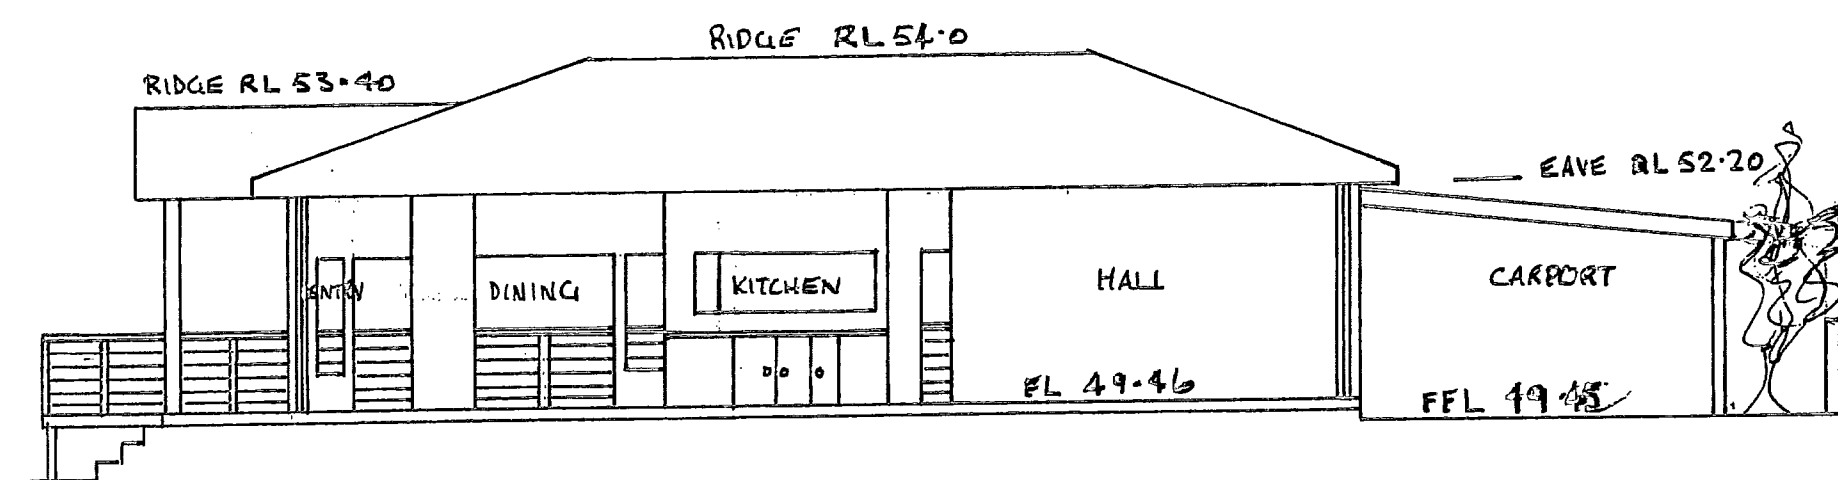 RIDGE RL 54.0
RIDGE RL 53.40
EAVE RL 52.20
ENTRY
DINING
KITCHEN
HALL
CARPORT
FL 49.46
FFL 49.45